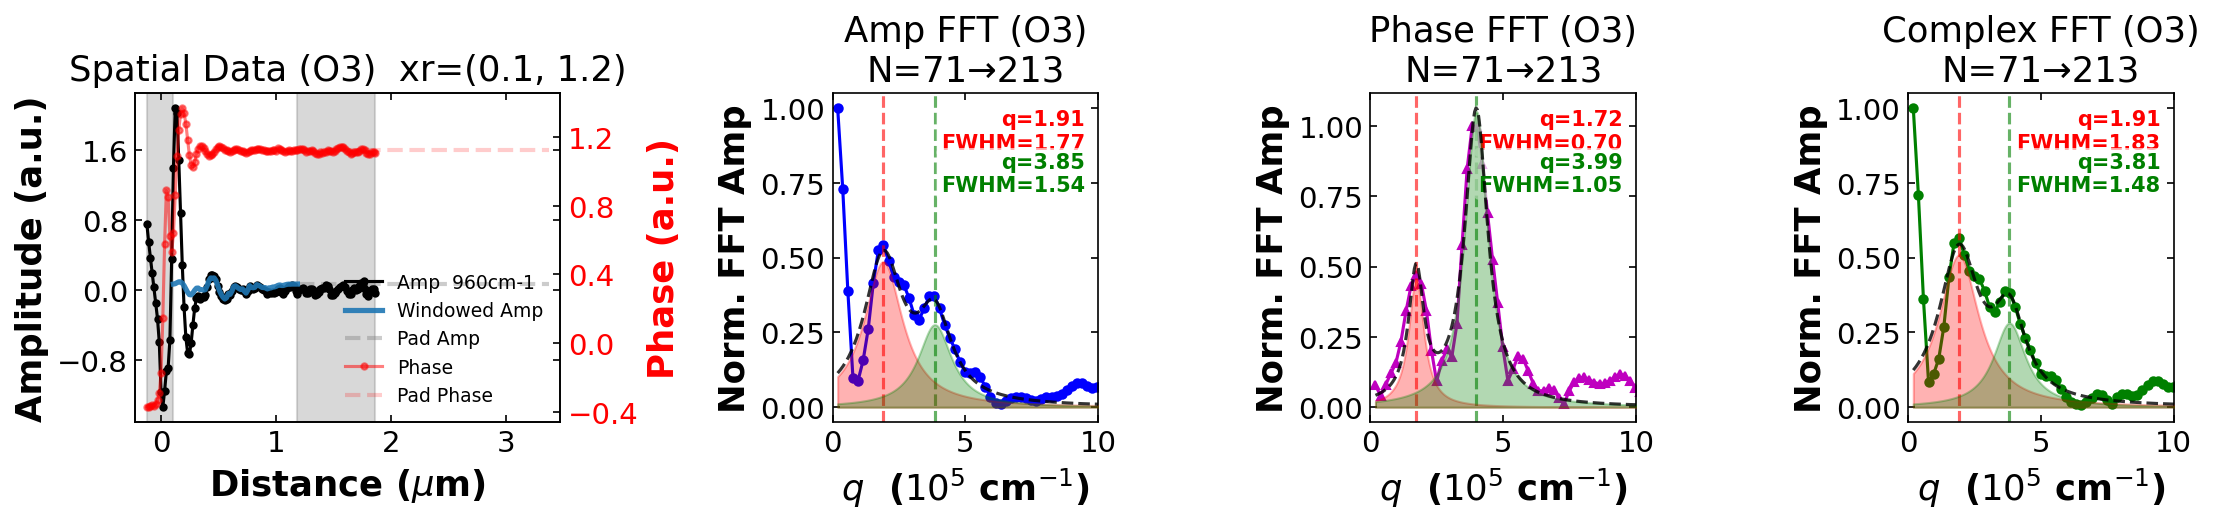 Spatial Data (O3)  xr=(0.1, 1.2)
Amplitude (a.u.)
1.6
0.8
0.0
−0.8
0
1
2
3
Distance (μm)
1.2
0.8
0.4
0.0
−0.4
Phase (a.u.)
Amp  960cm-1
Windowed Amp
Pad Amp
Phase
Pad Phase
Amp FFT (O3)
N=71→213
Norm. FFT Amp
1.00
0.75
0.50
0.25
0.00
0
5
10
q (10⁵ cm⁻¹)
q=1.91
FWHM=1.77
q=3.85
FWHM=1.54
Phase FFT (O3)
N=71→213
Norm. FFT Amp
1.00
0.75
0.50
0.25
0.00
0
5
10
q (10⁵ cm⁻¹)
q=1.72
FWHM=0.70
q=3.99
FWHM=1.05
Complex FFT (O3)
N=71→213
Norm. FFT Amp
1.00
0.75
0.50
0.25
0.00
0
5
10
q (10⁵ cm⁻¹)
q=1.91
FWHM=1.83
q=3.81
FWHM=1.48